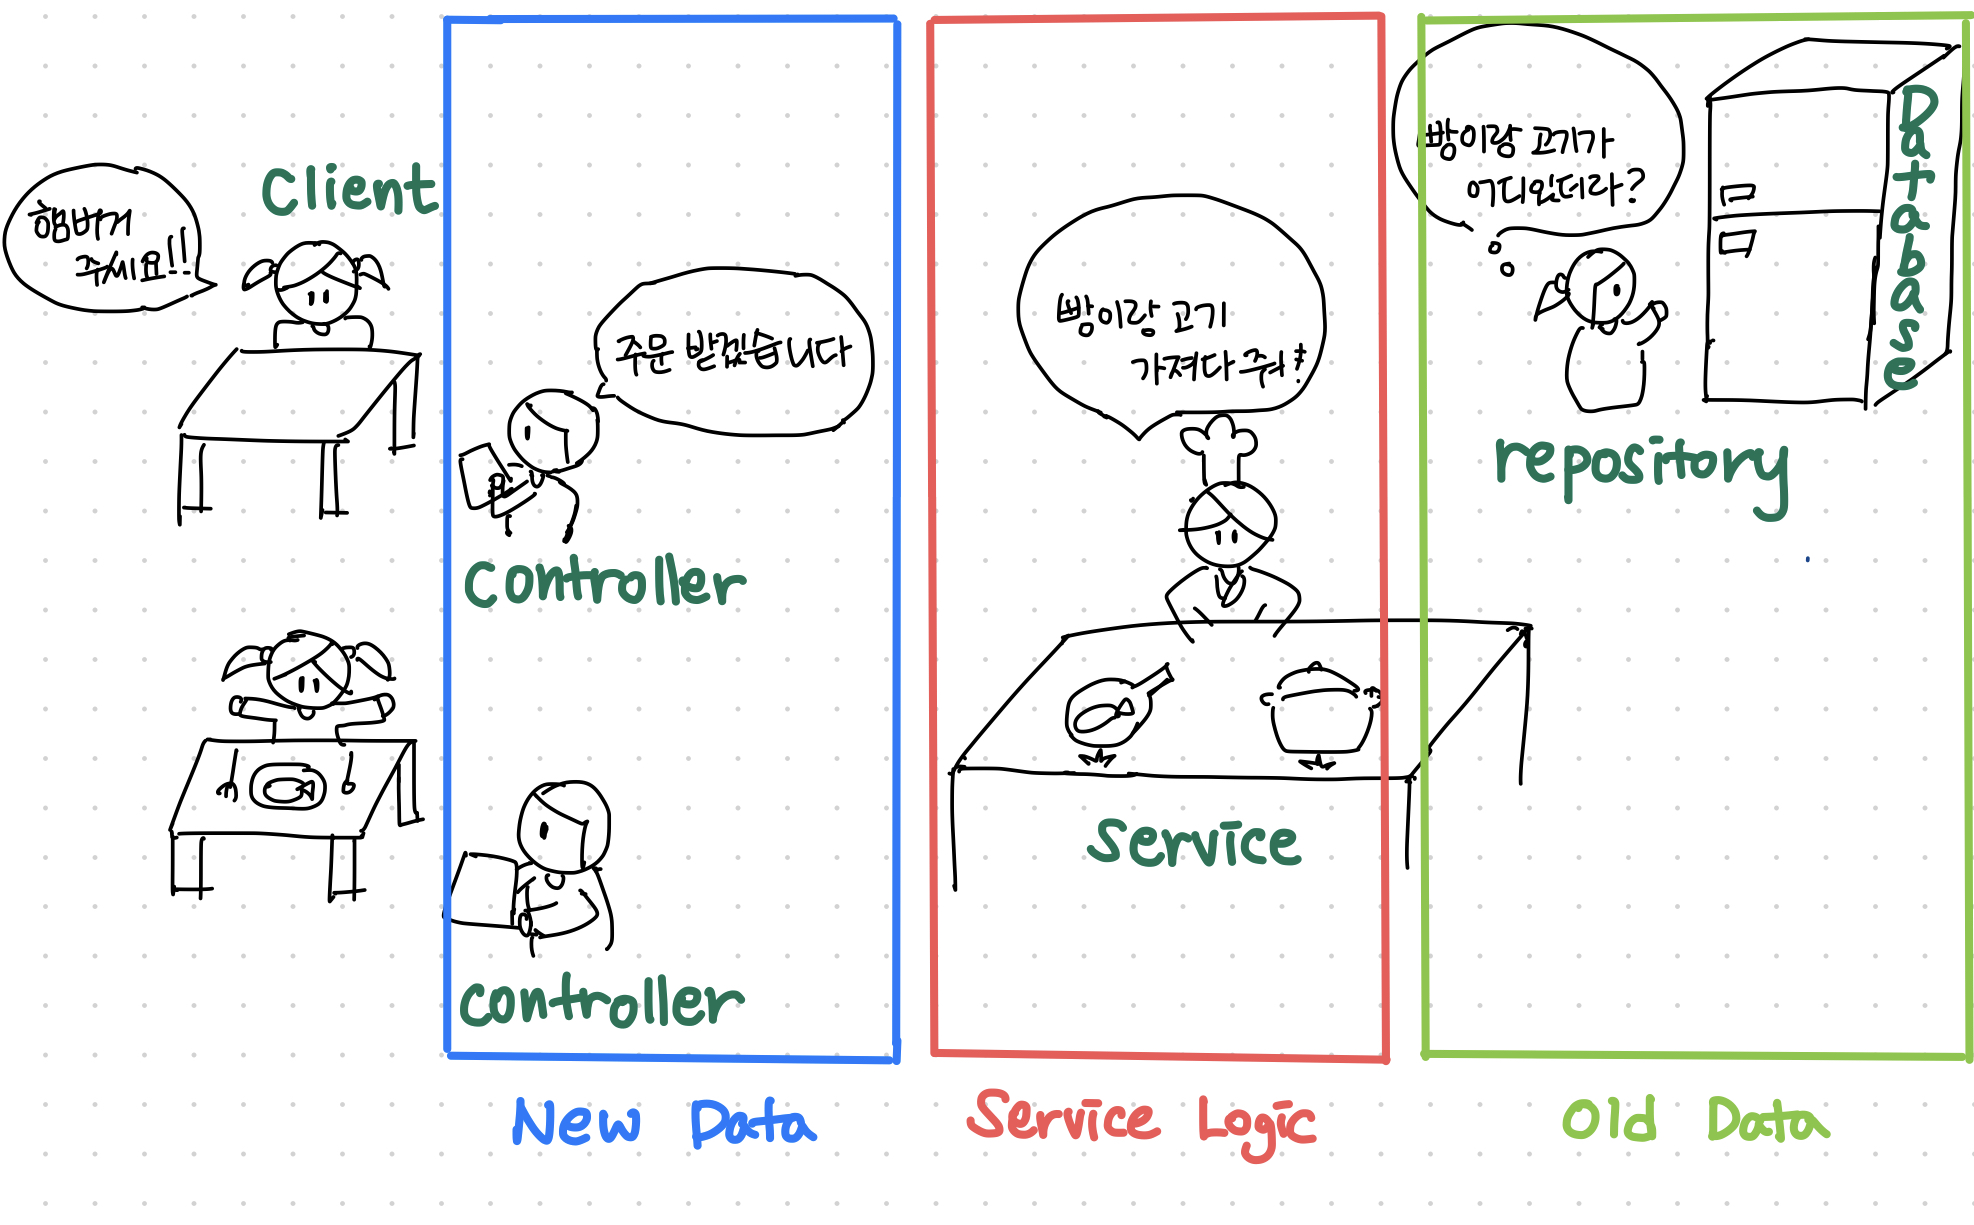 Client
햄버거
주세요!!
주문 받겠습니다
Controller
controller
New Data
빵이랑 고기
가져다 줘!
Service
Service Logic
빵이랑 고기가
어디있데라?
repository
Database
Old Data